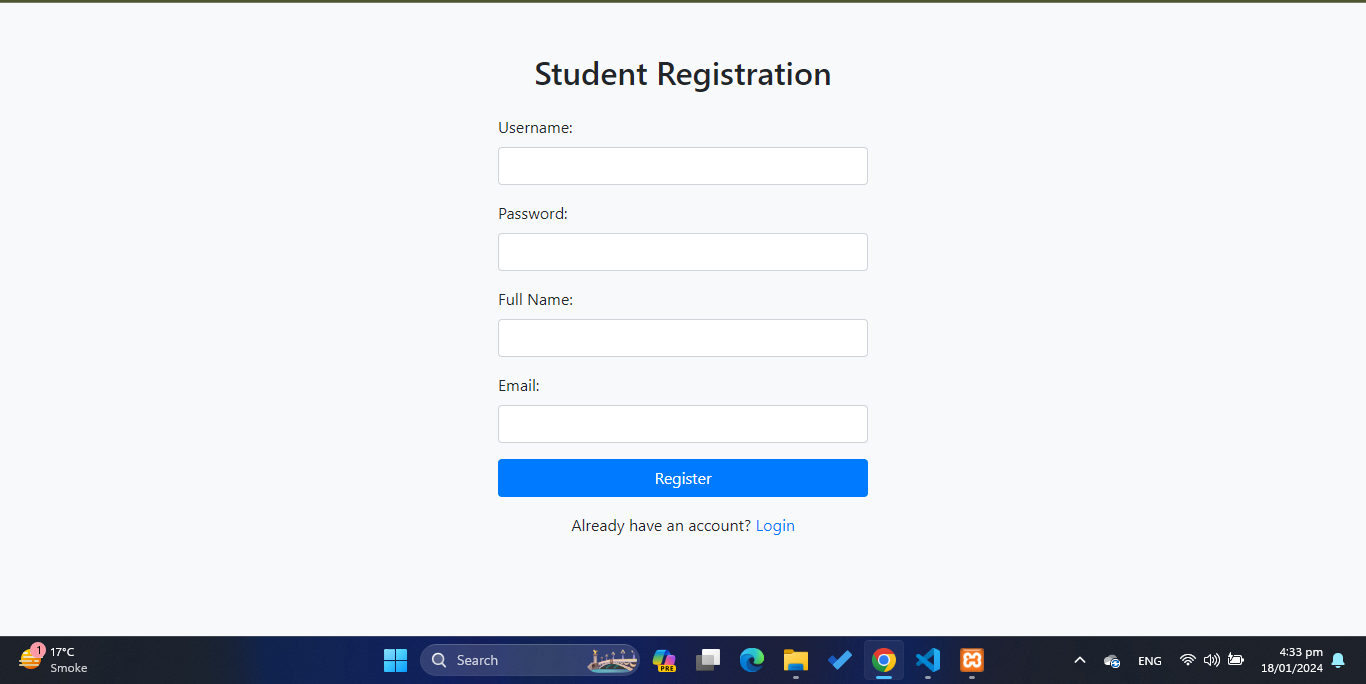 Student Registration
Username:
Password:
Full Name:
Email:
Register
Already have an account? Login
1
17°C
Smoke
Search
PRE
ENG
4:33 pm
18/01/2024